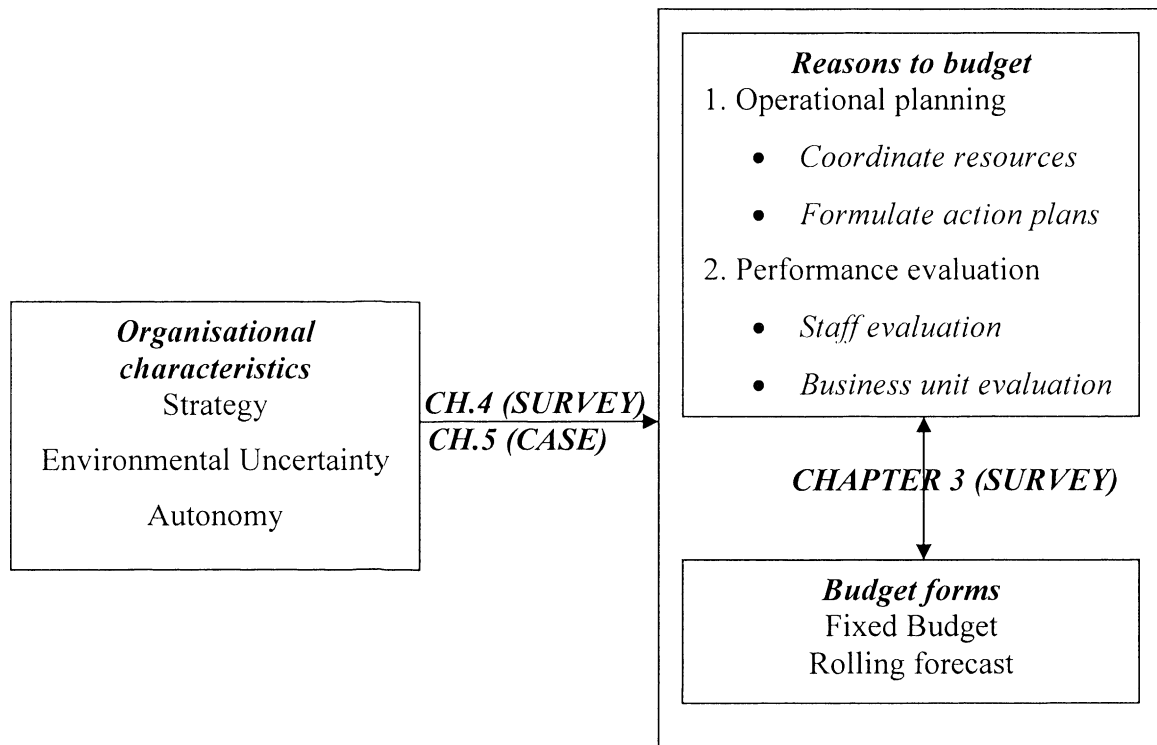 Organisational
characteristics
Strategy
Environmental Uncertainty
Autonomy
CH.4 (SURVEY)
CH.5 (CASE)
Reasons to budget
1. Operational planning
• Coordinate resources
• Formulate action plans
2. Performance evaluation
• Staff evaluation
• Business unit evaluation
CHAPTER 3 (SURVEY)
Budget forms
Fixed Budget
Rolling forecast